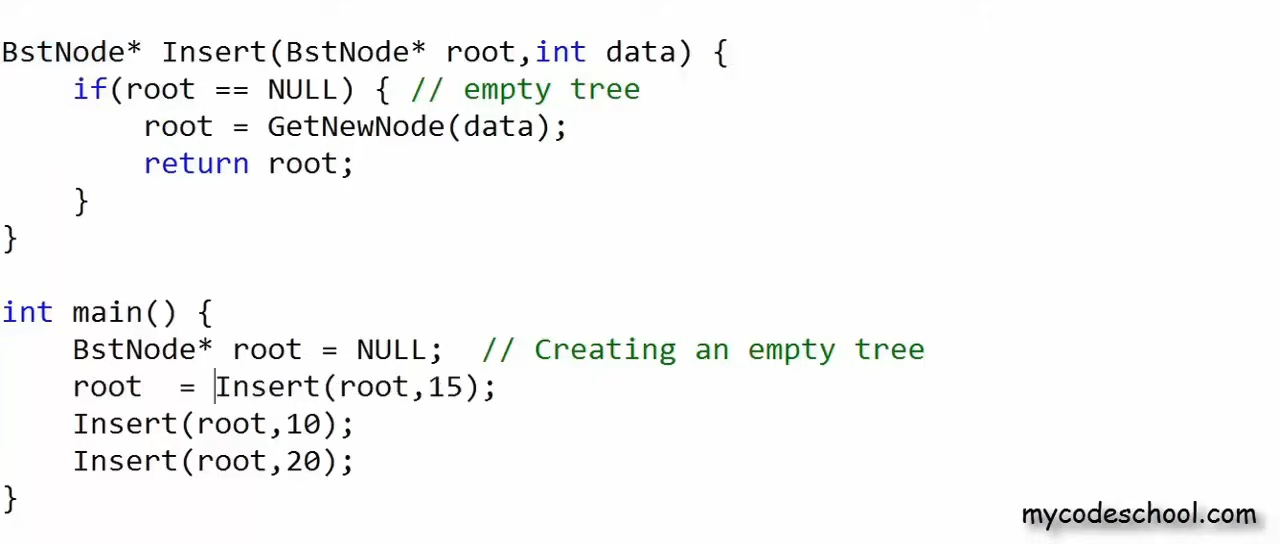 BstNode* Insert(BstNode* root,int data) {
    if(root == NULL) { // empty tree
        root = GetNewNode(data);
        return root;
    }
}
int main() {
    BstNode* root = NULL;  // Creating an empty tree
    root  = Insert(root,15);
    Insert(root,10);
    Insert(root,20);
}
mycodeschool.com